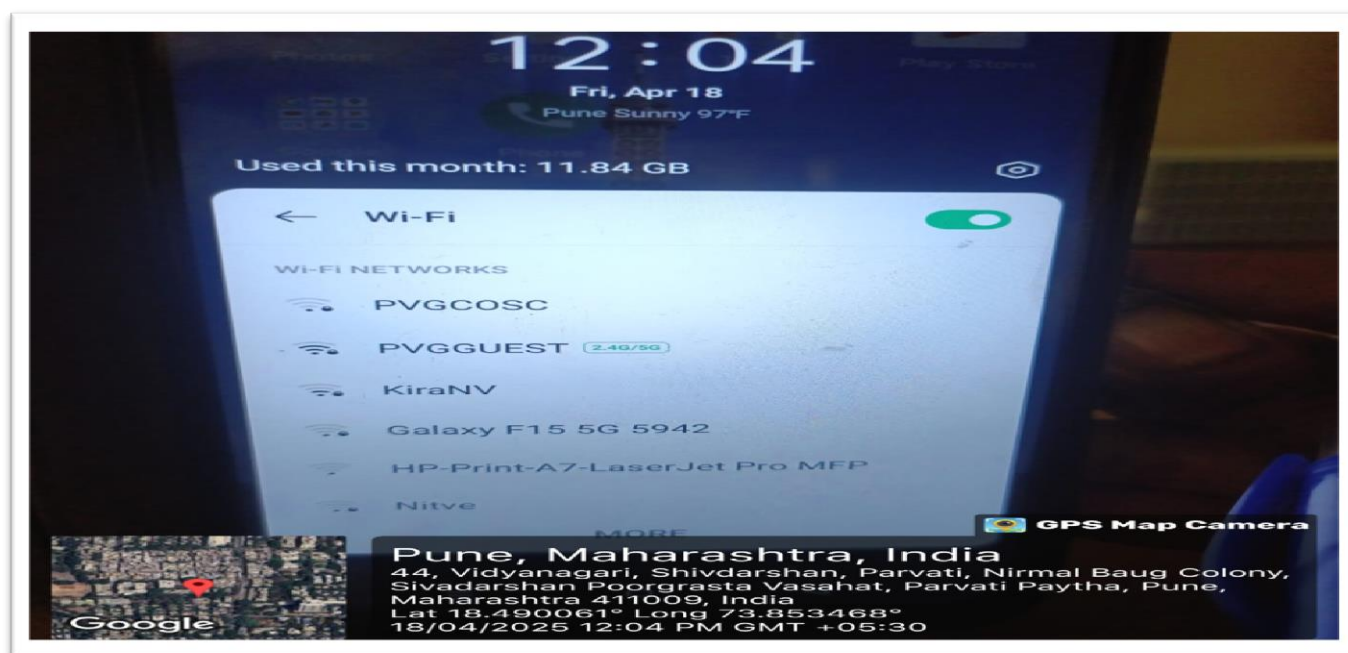 Play Store
12:04
Fri, Apr 18
Pune Sunny 97°F
Phone
Used this month: 11.84 GB
Wi-Fi
Wi-Fi NETWORKS
PVGCOSC
PVGGUEST 2.4G/5G
KiraNV
Galaxy F15 5G 5942
HP-Print-A7-LaserJet Pro MFP
Nitve
MORE
GPS Map Camera
Pune, Maharashtra, India
44, Vidyanagari, Shivdarshan, Parvati, Nirmal Baug Colony,
Sivadarshan Poorgrasta Vasahat, Parvati Paytha, Pune,
Maharashtra 411009, India
Lat 18.490061° Long 73.853468°
18/04/2025 12:04 PM GMT +05:30
Google